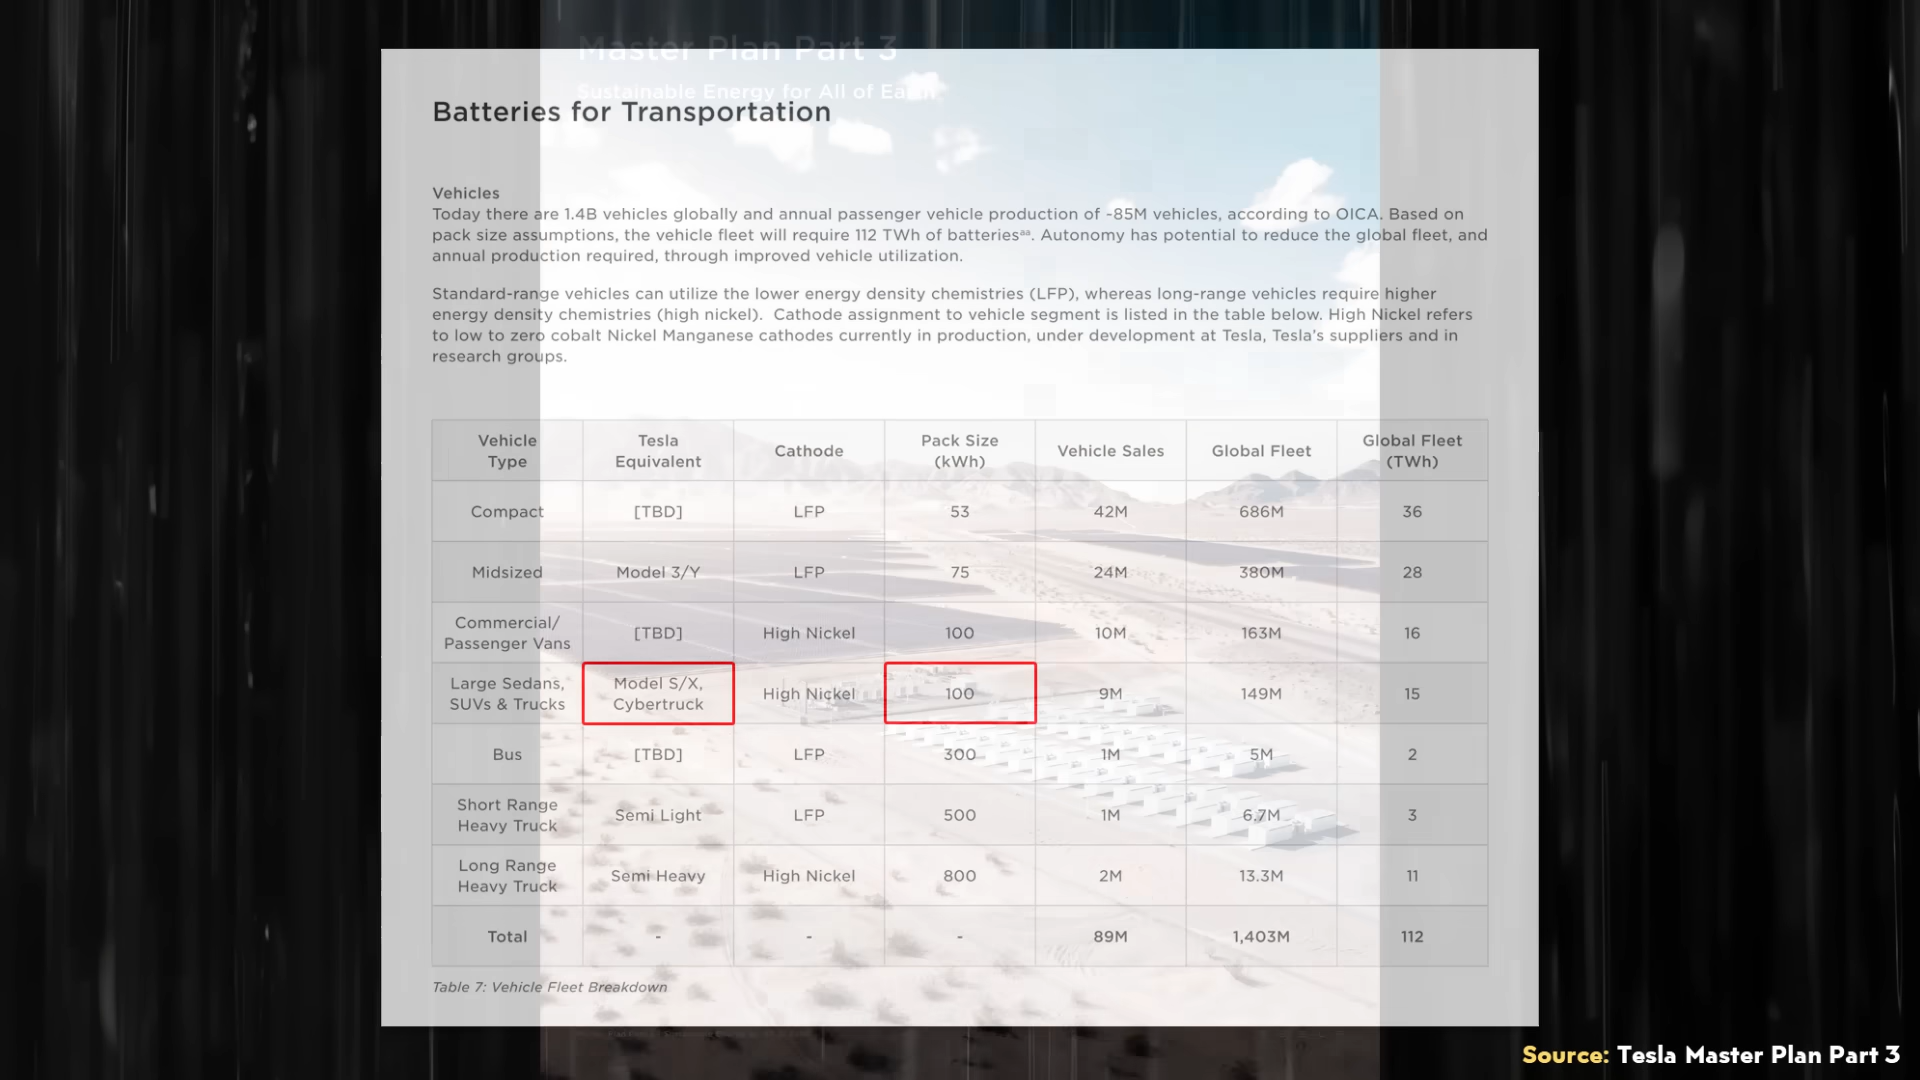 Master Plan Part 3
Sustainable Energy for All of Earth
Batteries for Transportation
Vehicles
Today there are 1.4B vehicles globally and annual passenger vehicle production of ~85M vehicles, according to OICA. Based on
pack size assumptions, the vehicle fleet will require 112 TWh of batteriesᵃᵃ. Autonomy has potential to reduce the global fleet, and
annual production required, through improved vehicle utilization.
Standard-range vehicles can utilize the lower energy density chemistries (LFP), whereas long-range vehicles require higher
energy density chemistries (high nickel). Cathode assignment to vehicle segment is listed in the table below. High Nickel refers
to low to zero cobalt Nickel Manganese cathodes currently in production, under development at Tesla, Tesla's suppliers and in
research groups.
Vehicle Type Tesla Equivalent Cathode Pack Size (kWh) Vehicle Sales Global Fleet Global Fleet (TWh)
Compact [TBD] LFP 53 42M 686M 36
Midsized Model 3/Y LFP 75 24M 380M 28
Commercial/ Passenger Vans [TBD] High Nickel 100 10M 163M 16
Large Sedans, SUVs & Trucks Model S/X, Cybertruck High Nickel 100 9M 149M 15
Bus [TBD] LFP 300 1M 5M 2
Short Range Heavy Truck Semi Light LFP 500 1M 6.7M 3
Long Range Heavy Truck Semi Heavy High Nickel 800 2M 13.3M 11
Total - - - 89M 1,403M 112
Table 7: Vehicle Fleet Breakdown
Source: Tesla Master Plan Part 3